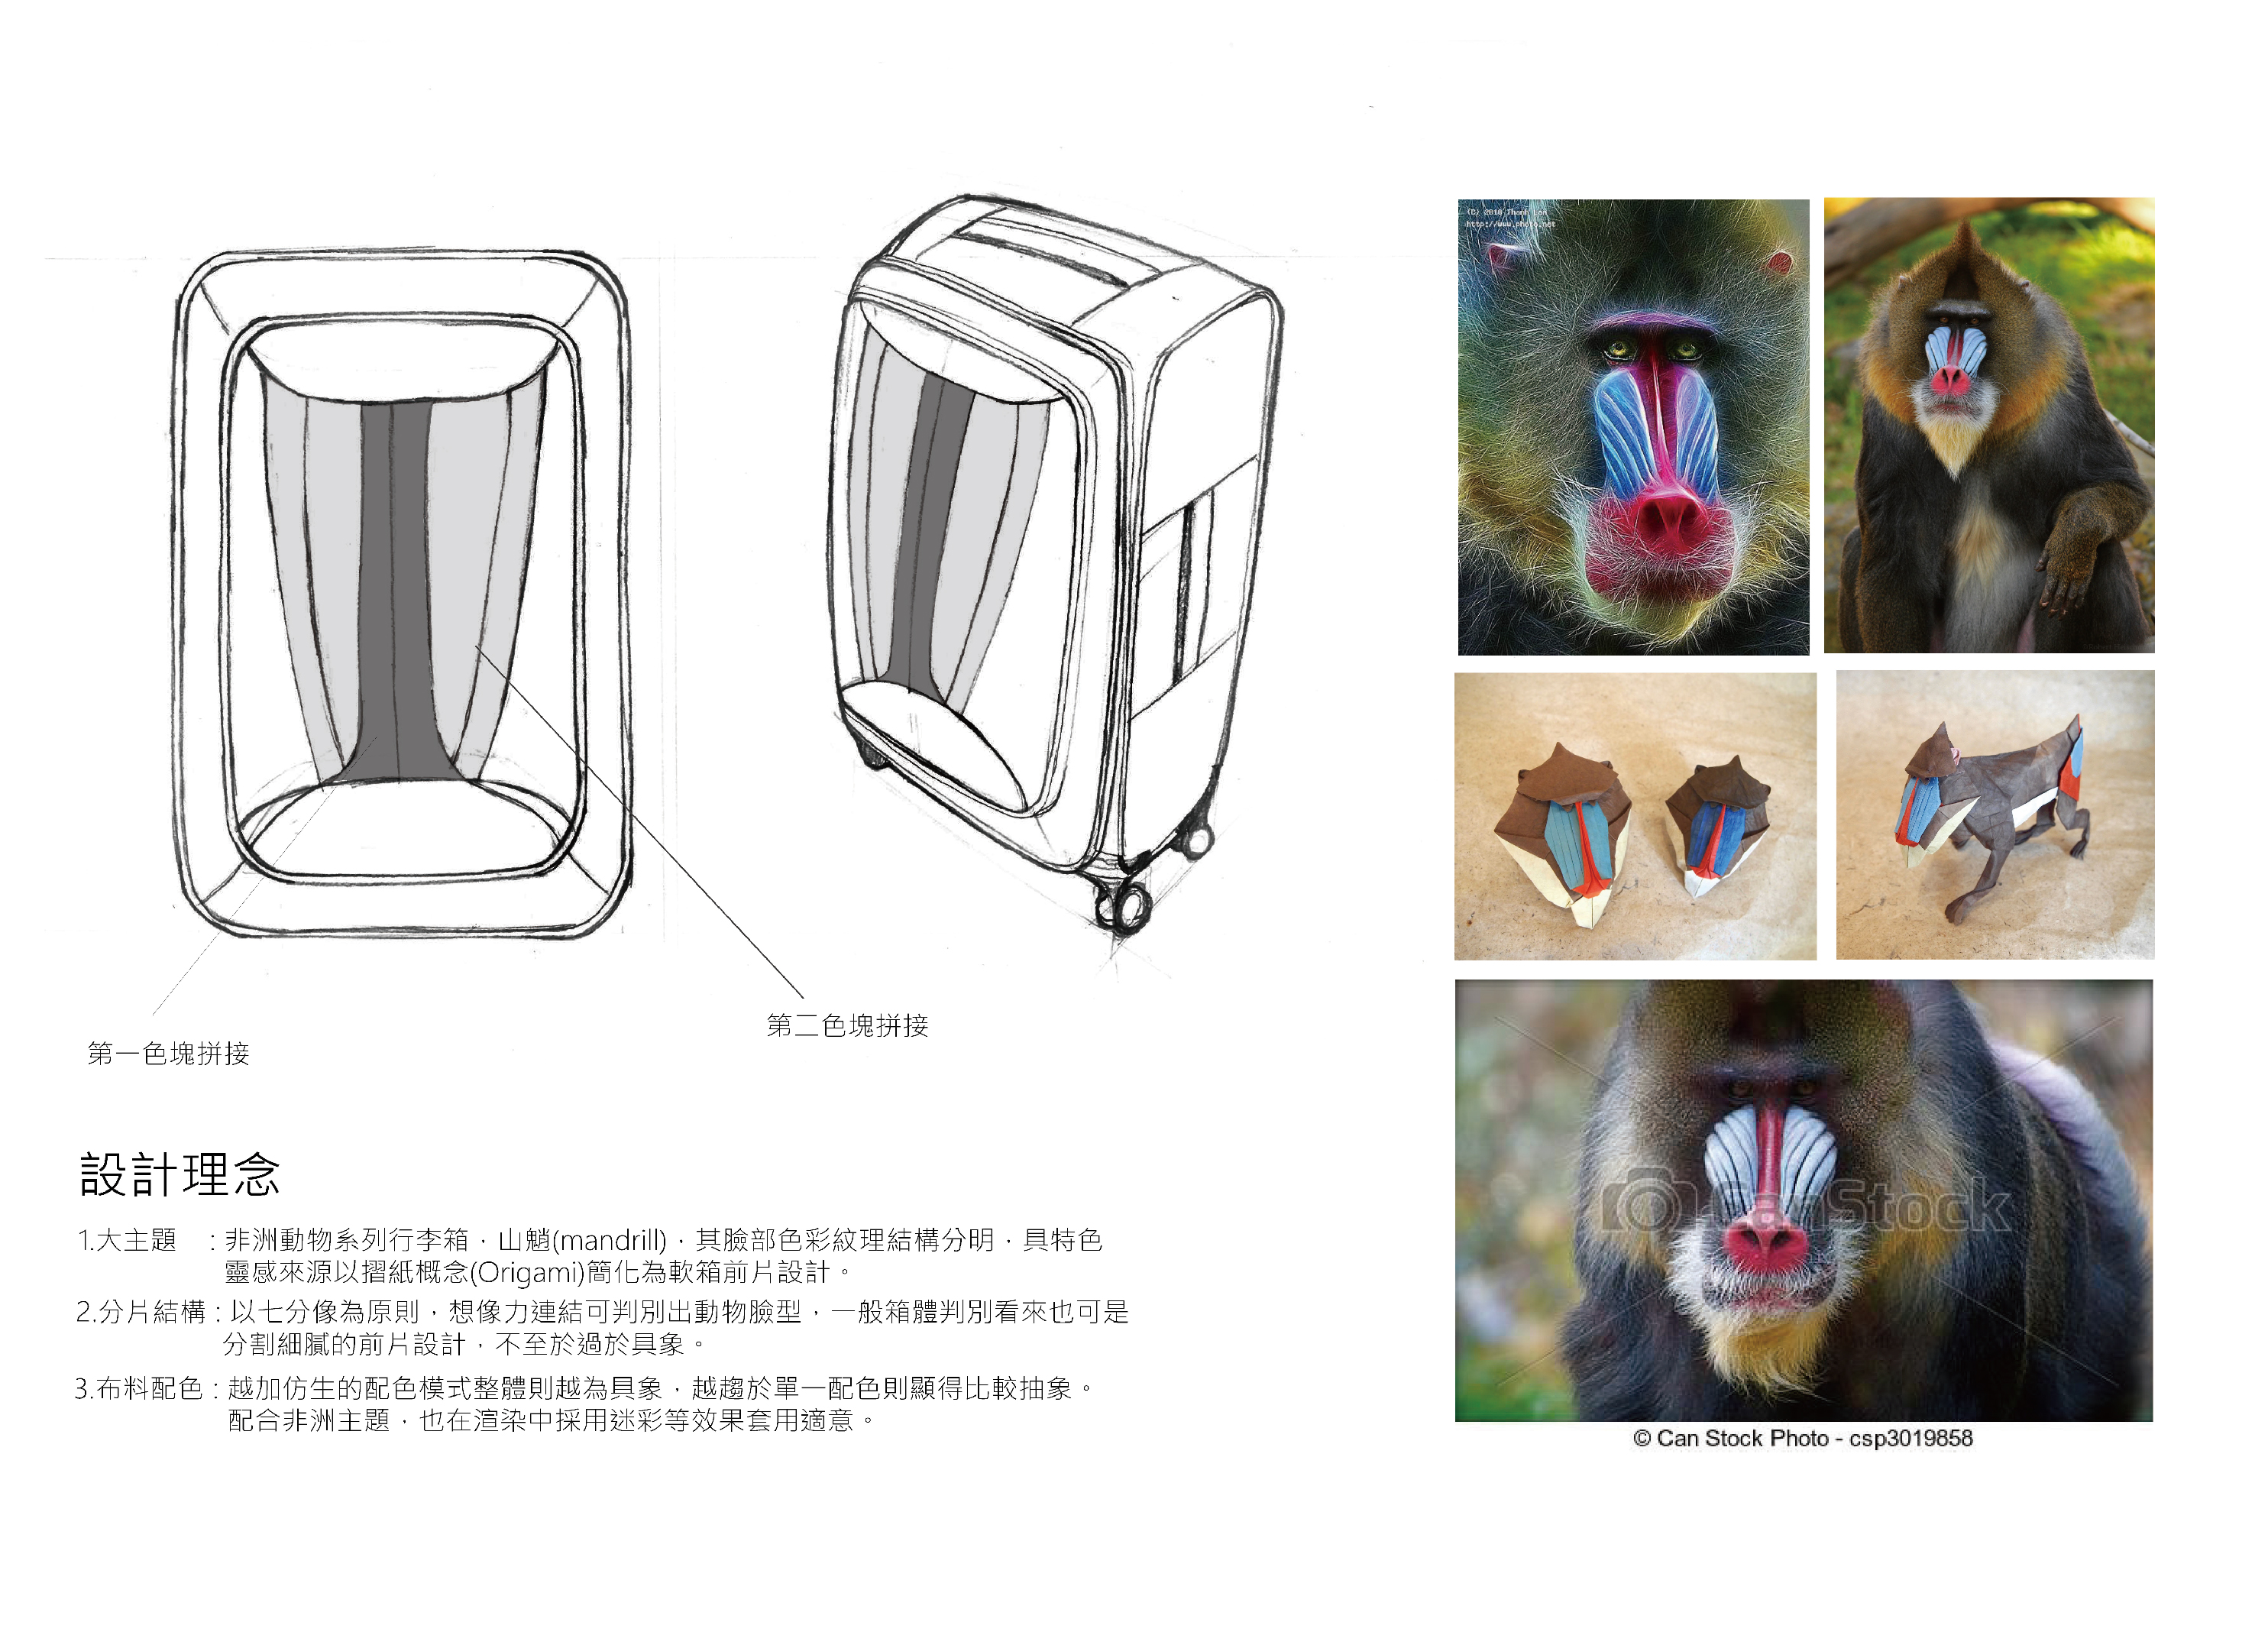 (C) 2010 Thanh Lon
http://www.photo.net
第一色塊拼接
第二色塊拼接
設計理念
1.大主題 : 非洲動物系列行李箱，山魈(mandrill)，其臉部色彩紋理結構分明，具特色
靈感來源以摺紙概念(Origami)簡化為軟箱前片設計。
2.分片結構 : 以七分像為原則，想像力連結可判別出動物臉型，一般箱體判別看來也可是
分割細膩的前片設計，不至於過於具象。
3.布料配色 : 越加仿生的配色模式整體則越為具象，越趨於單一配色則顯得比較抽象。
配合非洲主題，也在渲染中採用迷彩等效果套用適意。
CanStock
© Can Stock Photo - csp3019858